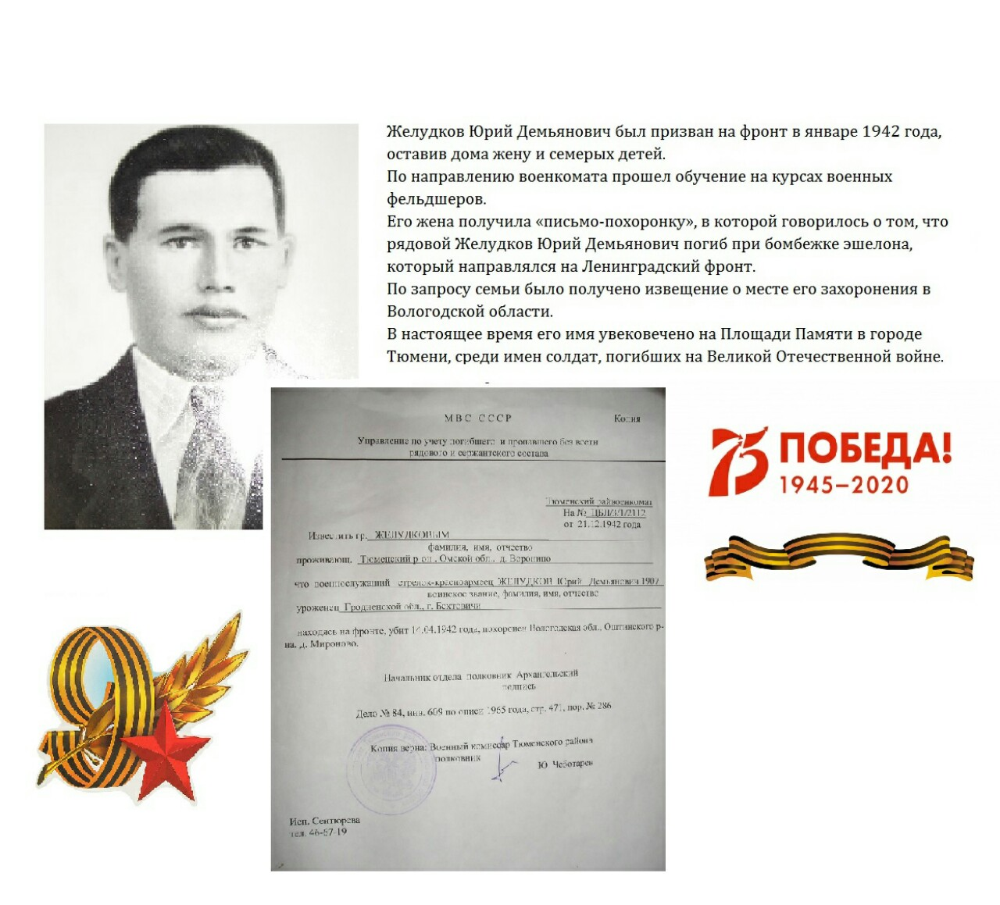 Желудков Юрий Демьянович был призван на фронт в январе 1942 года,
оставив дома жену и семерых детей.
По направлению военкомата прошел обучение на курсах военных
фельдшеров.
Его жена получила «письмо-похоронку», в которой говорилось о том, что
рядовой Желудков Юрий Демьянович погиб при бомбежке эшелона,
который направлялся на Ленинградский фронт.
По запросу семьи было получено извещение о месте его захоронения в
Вологодской области.
В настоящее время его имя увековечено на Площади Памяти в городе
Тюмени, среди имен солдат, погибших на Великой Отечественной войне.
МВС СССР
Копия
Управление по учету погибшего и пропавшего без вести
рядового и сержантского состава
Тюменский райвоенкомат
На №
от 21.12.1942 года
Известить гр. ЖЕЛУДКОВЫМ
фамилия, имя, отчество
проживающ. Тюменский р-он, Омской обл., д. Воронино
что военнослужащий стрелок-красноармеец ЖЕЛУДКОВ Юрий Демьянович 1907
воинское звание, фамилия, имя, отчество
уроженец Гродненской обл., г. Бехтевичи
находясь на фронте, убит 14.04.1942 года, похоронен Вологодская обл., Оштинского р-
на. д. Мироново.
Начальник отдела полковник Архангельский
подпись
Дело № 84, инв. 609 по описи 1965 года, стр. 471, пор. № 286
Копия верна: Военный комиссар Тюменского района
полковник
Ю Чеботарев
Исп. Сентюрева
тел. 46-67-19
75 ПОБЕДА!
1945–2020
9